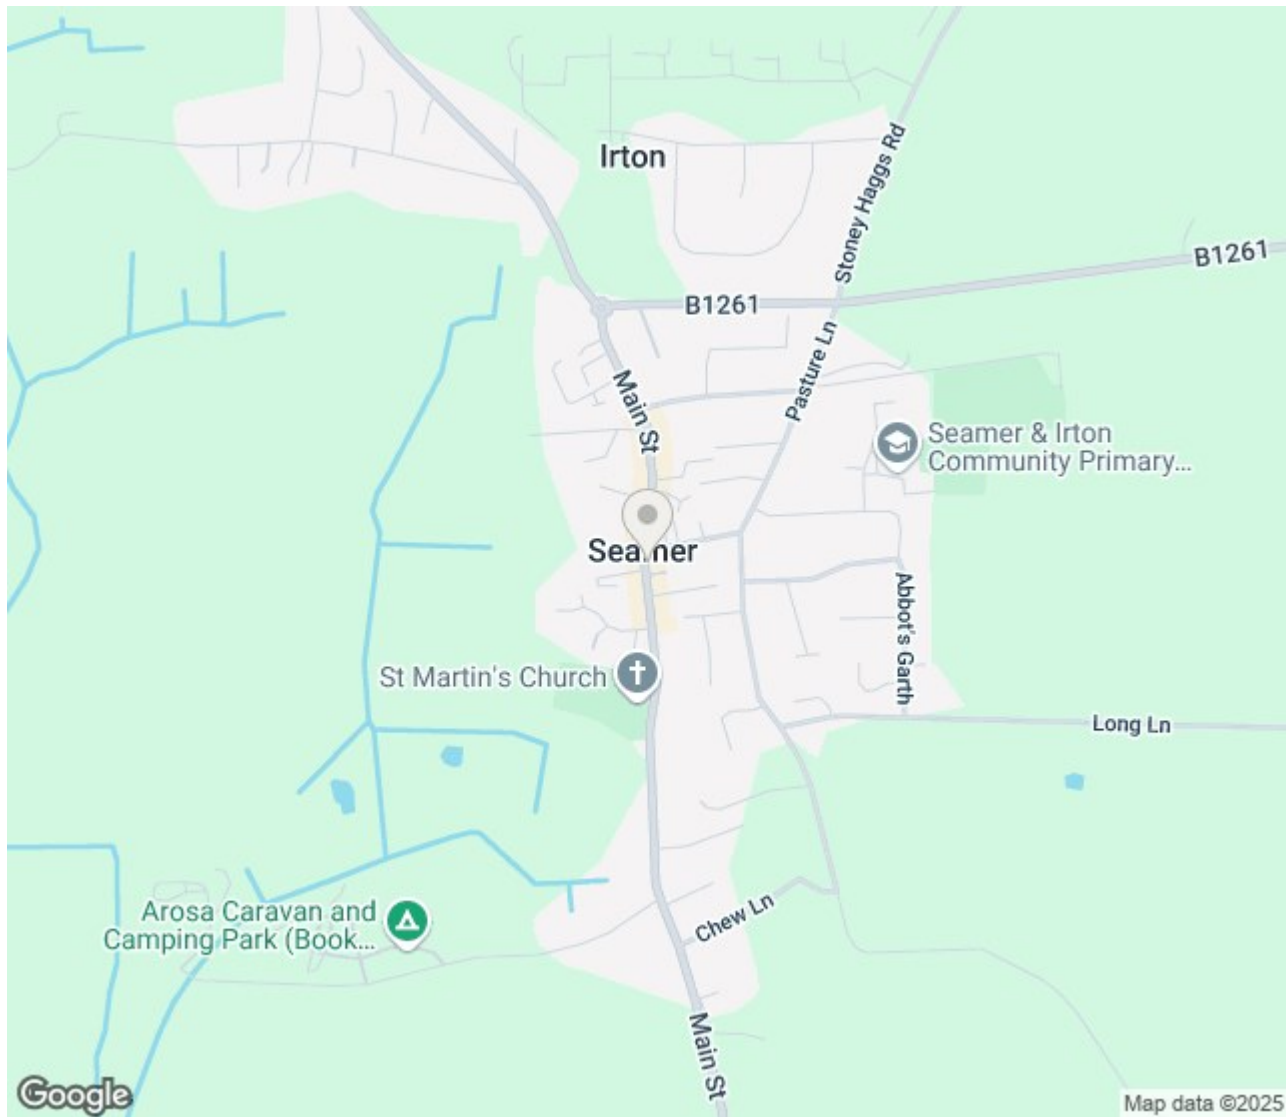 Irton
Stoney Haggs Rd
B1261
B1261
Main St
Pasture Ln
Seamer & Irton
Community Primary...
Seamer
Abbot's Garth
St Martin's Church
Long Ln
Arosa Caravan and
Camping Park (Book...
Chew Ln
Main St
Google
Map data ©2025